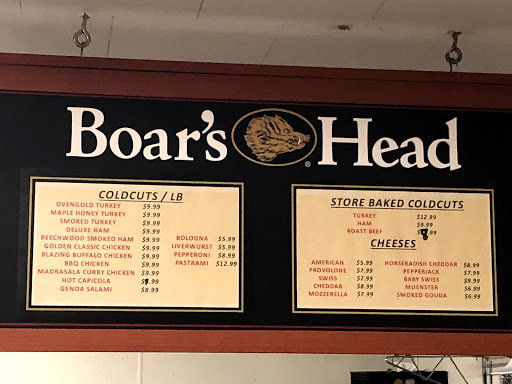 Boar's Head
®
COLDCUTS / LB
OVENGOLD TURKEY $9.99
MAPLE HONEY TURKEY $9.99
SMOKED TURKEY $9.99
DELUXE HAM $9.99
BEECHWOOD SMOKED HAM $9.99
GOLDEN CLASSIC CHICKEN $9.99
BLAZING BUFFALO CHICKEN $9.99
BBQ CHICKEN $9.99
MADRASALA CURRY CHICKEN $9.99
HOT CAPICOLA
GENOA SALAMI $8.99
BOLOGNA $5.99
LIVERWURST $5.99
PEPPERONI $8.99
PASTRAMI $12.99
STORE BAKED COLDCUTS
TURKEY $12.99
HAM $9.99
ROAST BEEF
CHEESES
AMERICAN $5.99
PROVOLONE $7.99
SWISS $7.99
CHEDDAR $8.99
MOZZERELLA $7.99
HORSERADISH CHEDDAR $8.99
PEPPERJACK $7.99
BABY SWISS $9.99
MUENSTER $6.99
SMOKED GOUDA $6.99